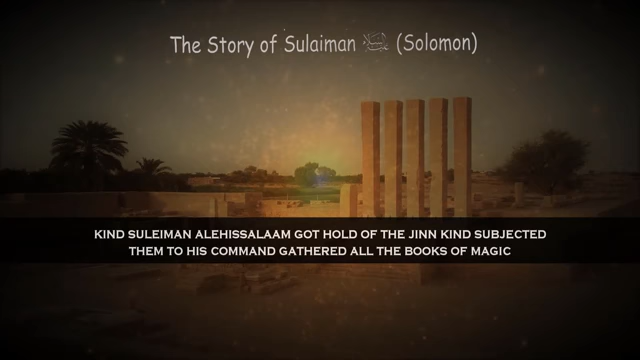 The Story of Sulaiman (Solomon)
KIND SULEIMAN ALEHISSALAAM GOT HOLD OF THE JINN KIND SUBJECTED
THEM TO HIS COMMAND GATHERED ALL THE BOOKS OF MAGIC